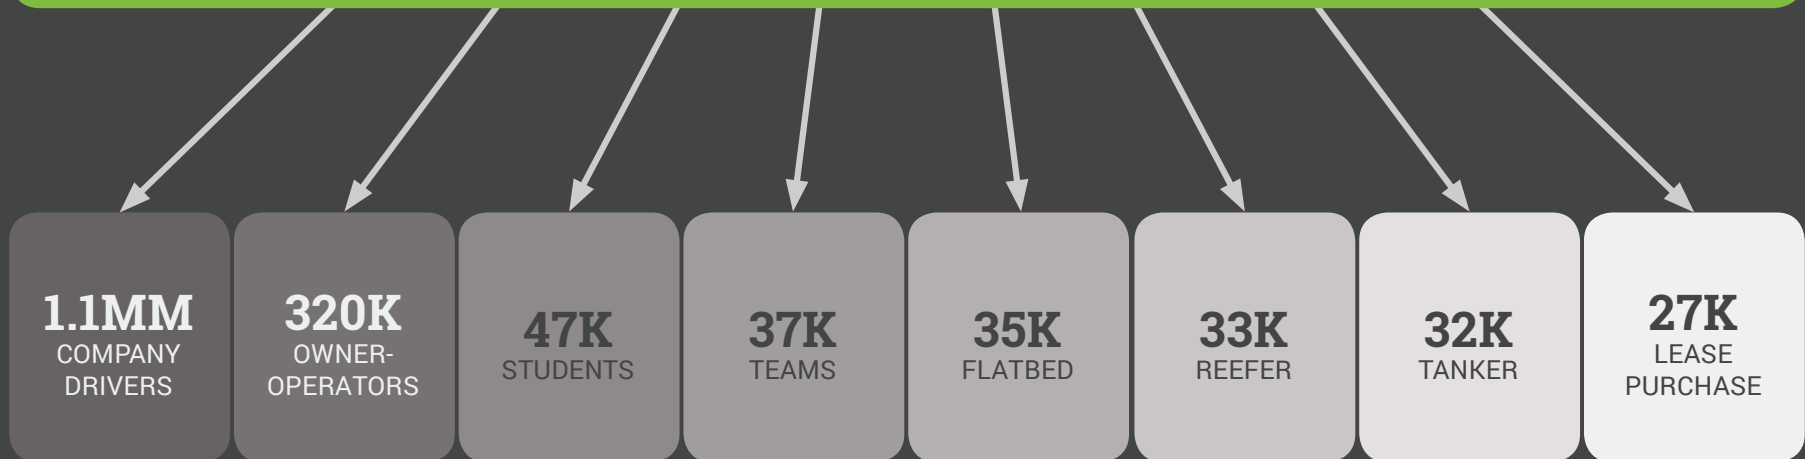 1.1MM
COMPANY
DRIVERS
320K
OWNER-
OPERATORS
47K
STUDENTS
37K
TEAMS
35K
FLATBED
33K
REEFER
32K
TANKER
27K
LEASE
PURCHASE